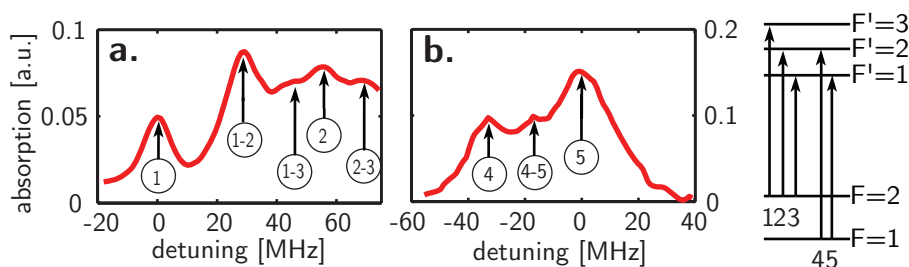 0.1
a.
b.
0.2
F'=3
F'=2
F'=1
absorption [a.u.]
0.05
0.1
1
1-2
1-3
2
2-3
4
4-5
5
F=2
123
0
0
F=1
45
-20 0 20 40 60
-60 -40 -20 0 20 40
detuning [MHz]
detuning [MHz]